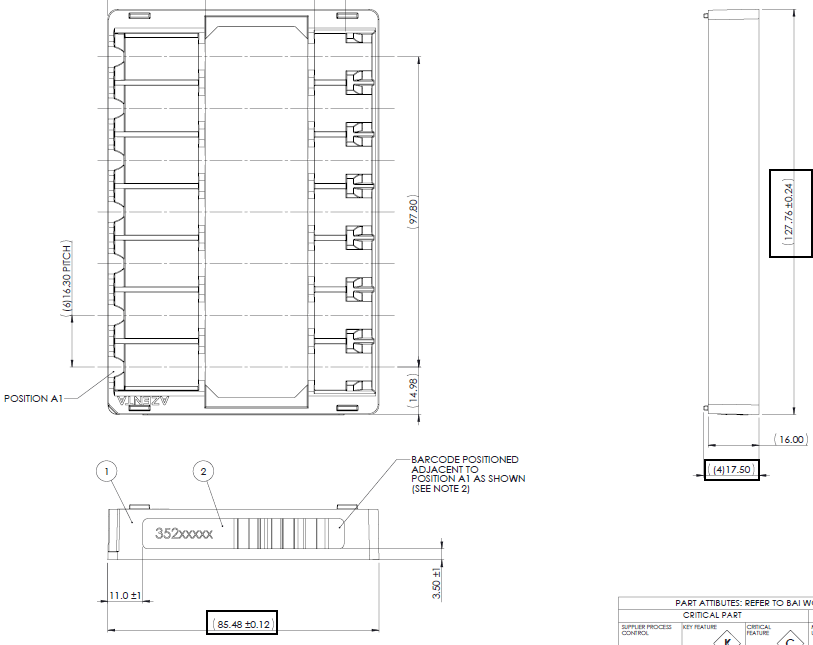 (97.80)
(127.76 ±0.24)
(6)16.30 PITCH
(14.98)
POSITION A1
AZENTA
(16.00)
(4)17.50
BARCODE POSITIONED
ADJACENT TO
POSITION A1 AS SHOWN
(SEE NOTE 2)
1
2
352xxxxx
3.50 ±1
11.0 ±1
(85.48 ±0.12)
PART ATTIBUTES: REFER TO BAI W
CRITICAL PART
SUPPLIER PROCESS
CONTROL
KEY FEATURE
K
CRITICAL
FEATURE
C